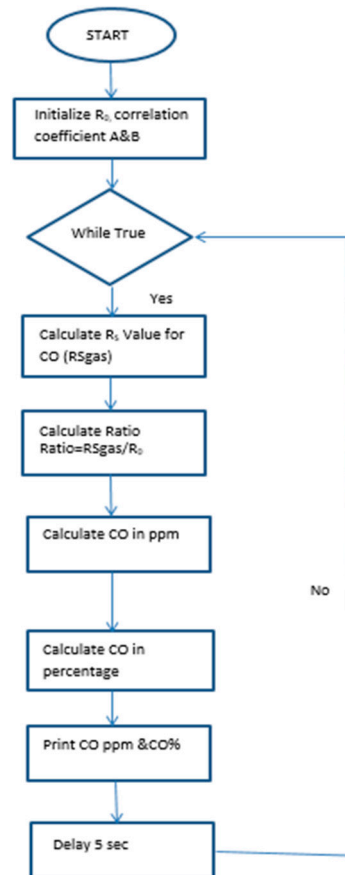 START
Initialize R₀, correlation
coefficient A&B
While True
Yes
Calculate Rₛ Value for
CO (RSgas)
Calculate Ratio
Ratio=RSgas/R₀
Calculate CO in ppm
No
Calculate CO in
percentage
Print CO ppm &CO%
Delay 5 sec